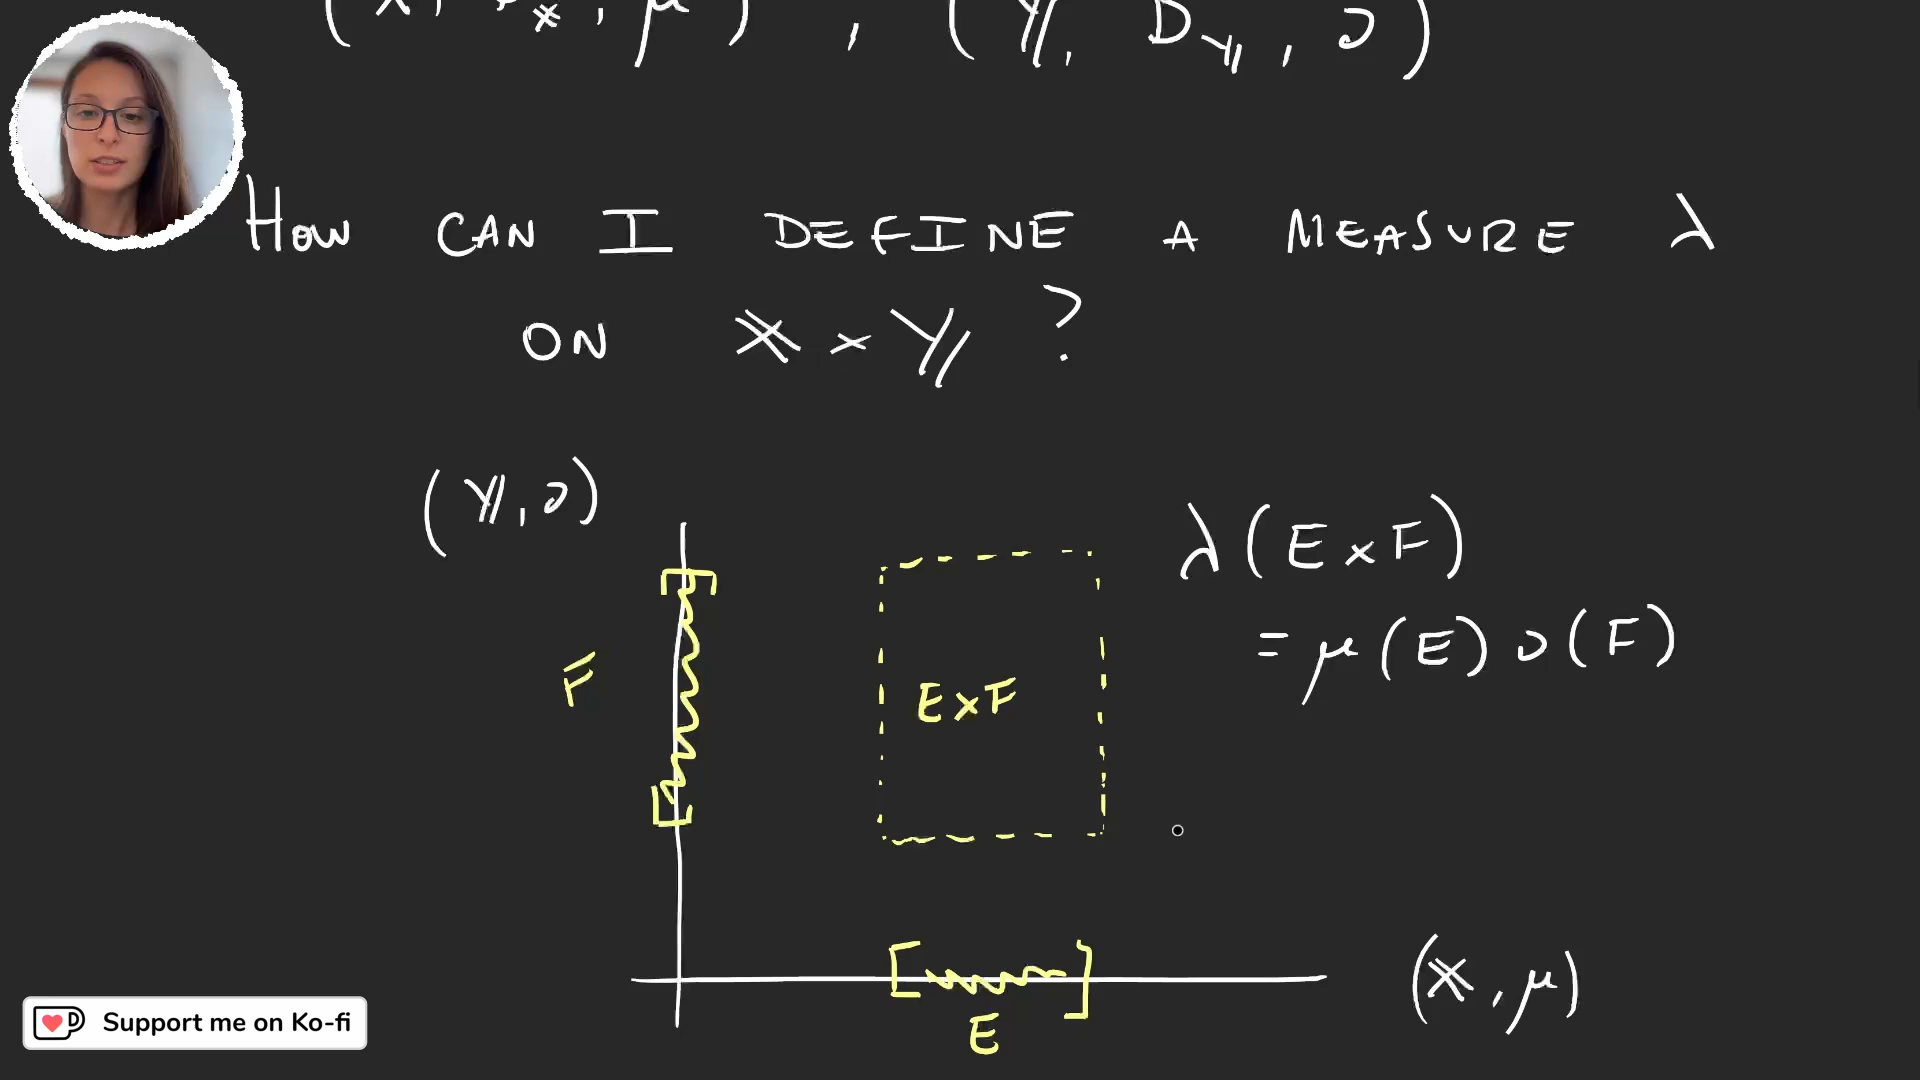 (𝕏, D_𝕏, μ), (𝕐, D_𝕐, ν)
HOW CAN I DEFINE A MEASURE λ
ON 𝕏 × 𝕐 ?
(𝕐, ν)
λ(E×F)
= μ(E) ν(F)
F
E×F
(𝕏, μ)
E
Support me on Ko-fi